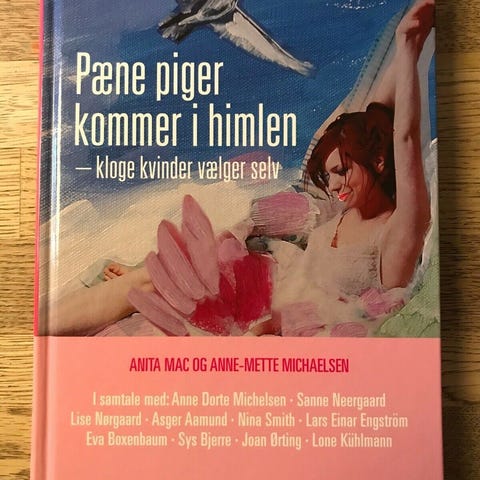 Pæne piger
kommer i himlen
– kloge kvinder vælger selv
ANITA MAC OG ANNE-METTE MICHAELSEN
I samtale med: Anne Dorte Michelsen · Sanne Neergaard
Lise Nørgaard · Asger Aamund · Nina Smith · Lars Einar Engström
Eva Boxenbaum · Sys Bjerre · Joan Ørting · Lone Kühlmann